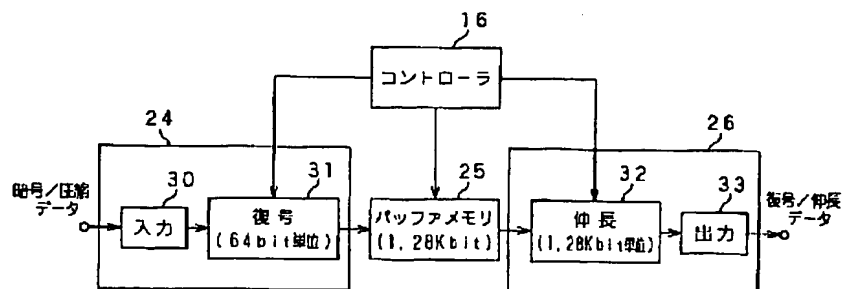 16
コントローラ
24
26
暗号/圧縮
データ
30
入力
31
復号
(64bit単位)
25
バッファメモリ
(1,28Kbit)
32
伸長
(1,28Kbit単位)
33
出力
復号/伸長
データ